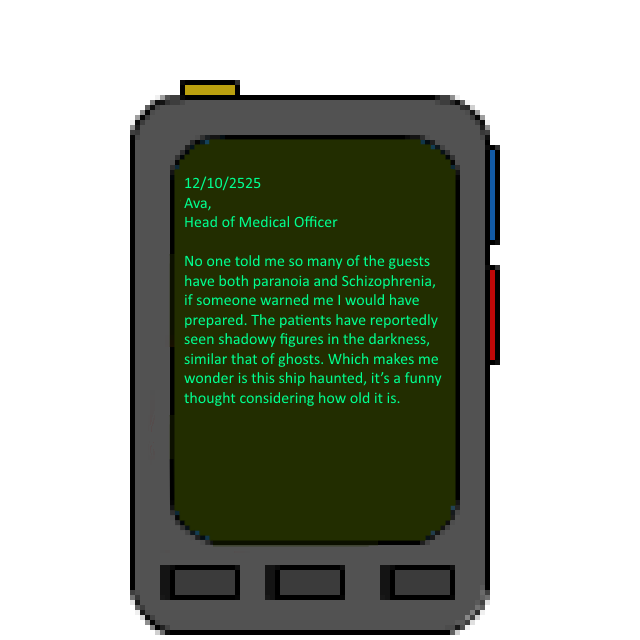 12/10/2525
Ava,
Head of Medical Officer
No one told me so many of the guests
have both paranoia and Schizophrenia,
if someone warned me I would have
prepared. The patients have reportedly
seen shadowy figures in the darkness,
similar that of ghosts. Which makes me
wonder is this ship haunted, it’s a funny
thought considering how old it is.